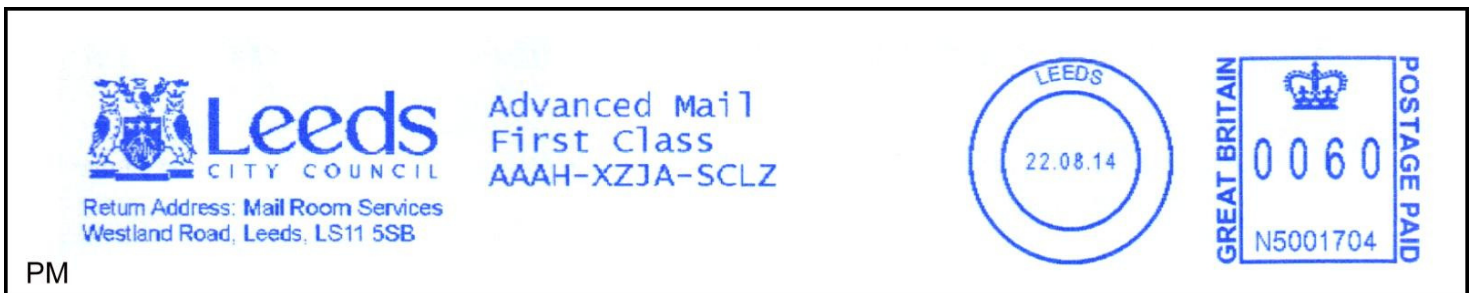 Leeds
CITY COUNCIL
Return Address: Mail Room Services
Westland Road, Leeds, LS11 5SB
Advanced Mail
First Class
AAAH-XZJA-SCLZ
LEEDS
22.08.14
GREAT BRITAIN
0060
N5001704
POSTAGE PAID
PM